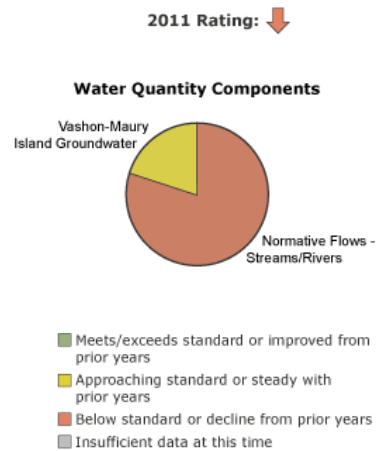 2011 Rating:
Water Quantity Components
Vashon-Maury
Island Groundwater
Normative Flows -
Streams/Rivers
Meets/exceeds standard or improved from
prior years
Approaching standard or steady with
prior years
Below standard or decline from prior years
Insufficient data at this time